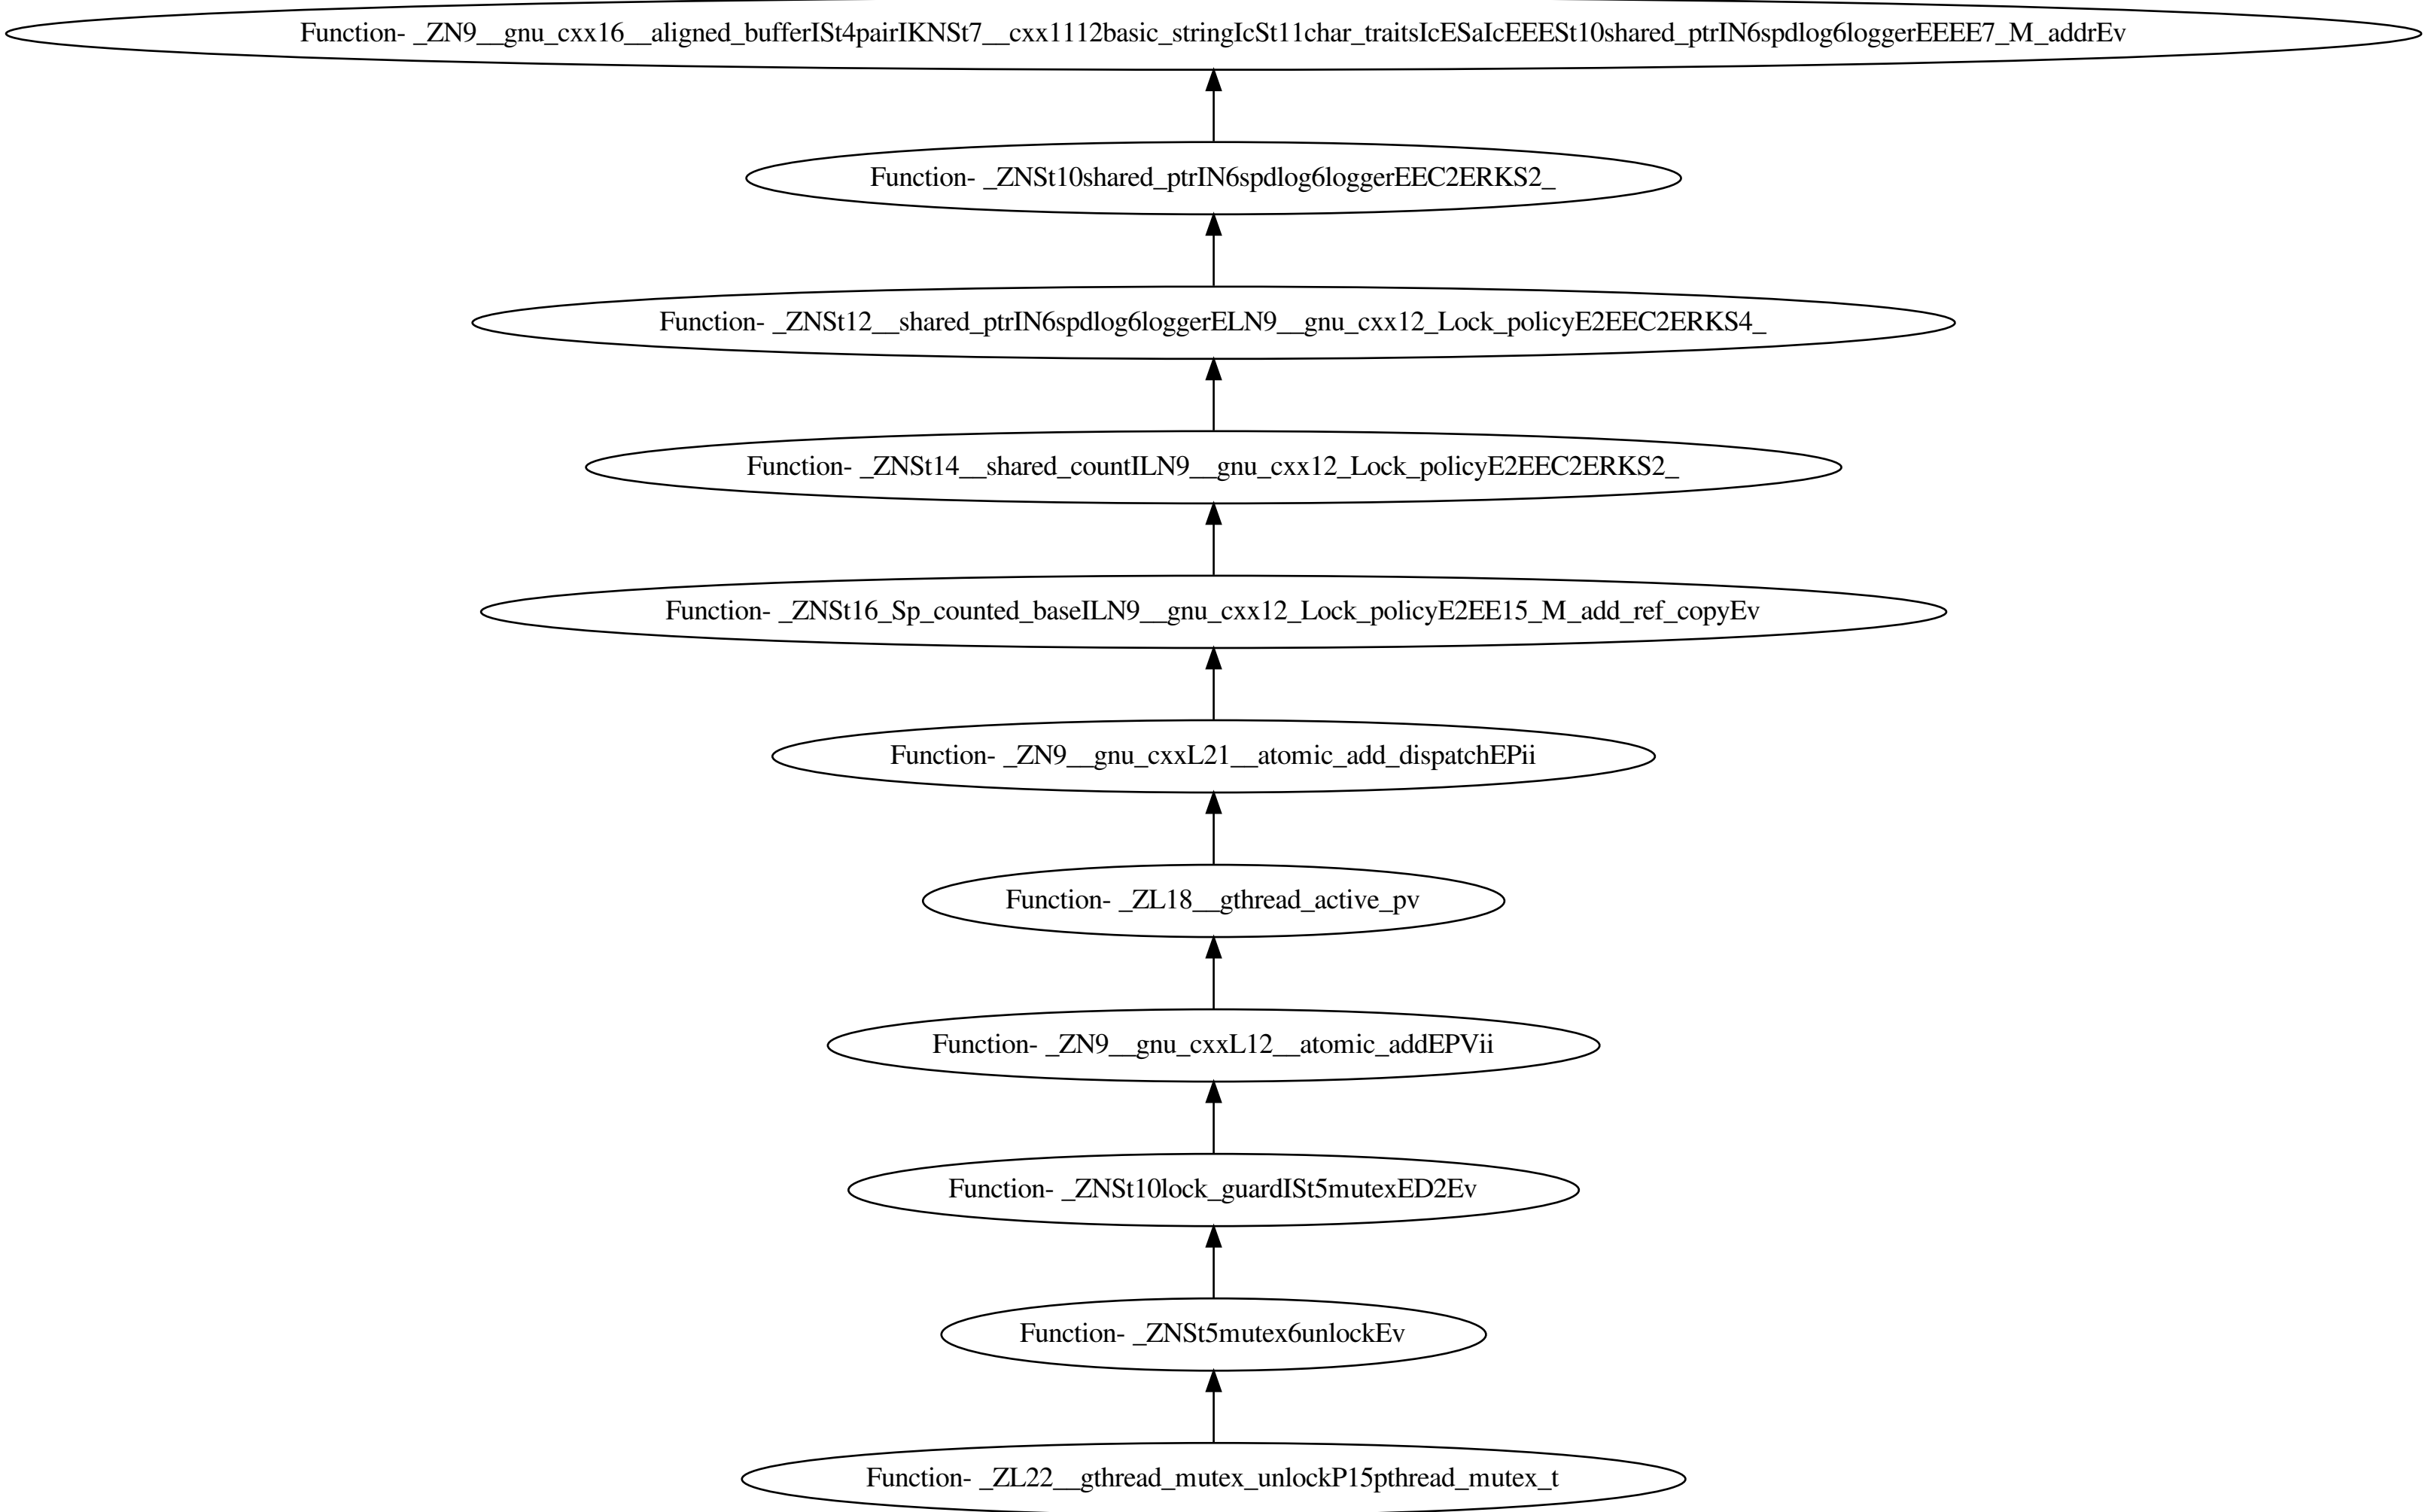 Function- _ZN9__gnu_cxx16__aligned_bufferISt4pairIKNSt7__cxx1112basic_stringIcSt11char_traitsIcESaIcEEESt10shared_ptrIN6spdlog6loggerEEEE7_M_addrEv
Function- _ZNSt10shared_ptrIN6spdlog6loggerEEC2ERKS2_
Function- _ZNSt12__shared_ptrIN6spdlog6loggerELN9__gnu_cxx12_Lock_policyE2EEC2ERKS4_
Function- _ZNSt14__shared_countILN9__gnu_cxx12_Lock_policyE2EEC2ERKS2_
Function- _ZNSt16_Sp_counted_baseILN9__gnu_cxx12_Lock_policyE2EE15_M_add_ref_copyEv
Function- _ZN9__gnu_cxxL21__atomic_add_dispatchEPii
Function- _ZL18__gthread_active_pv
Function- _ZN9__gnu_cxxL12__atomic_addEPVii
Function- _ZNSt10lock_guardISt5mutexED2Ev
Function- _ZNSt5mutex6unlockEv
Function- _ZL22__gthread_mutex_unlockP15pthread_mutex_t